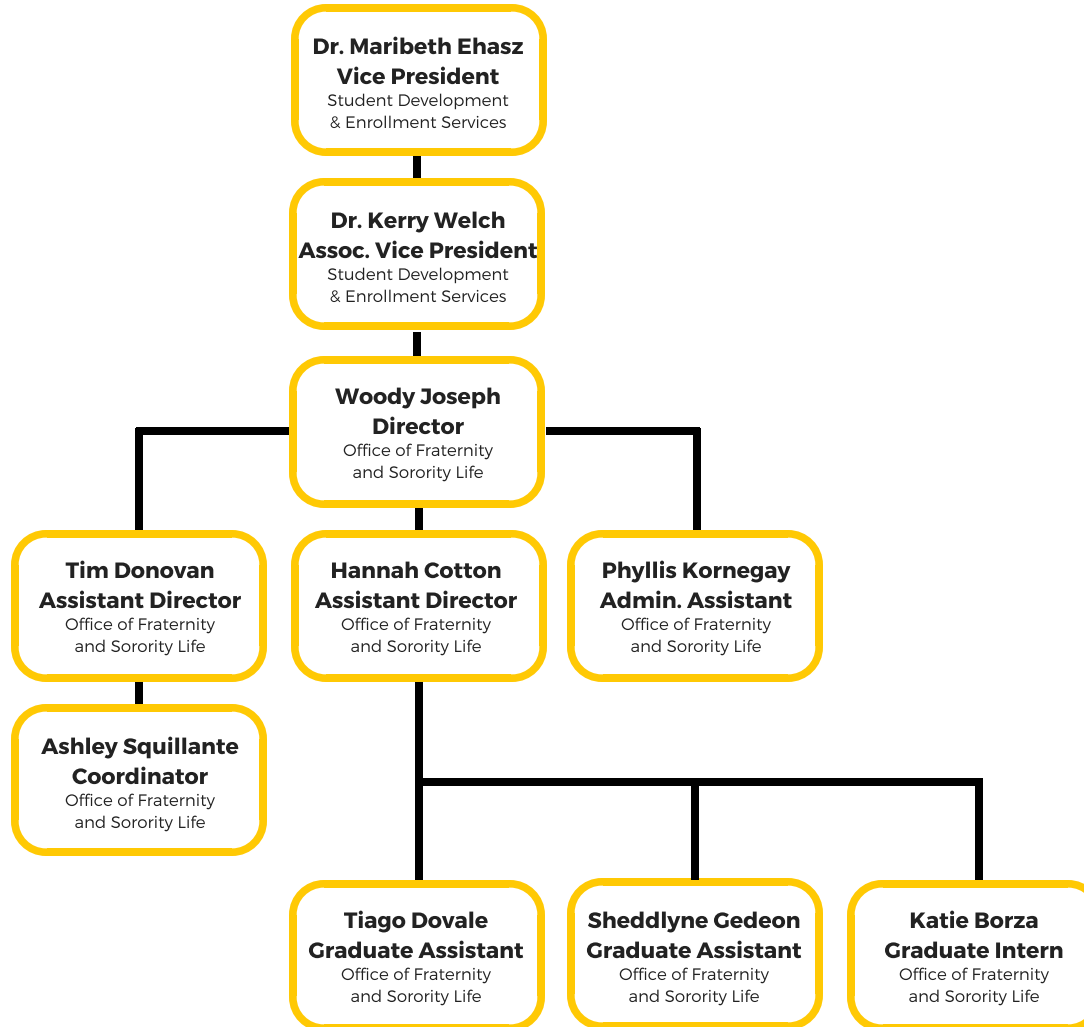 Dr. Maribeth Ehasz
Vice President
Student Development
& Enrollment Services
Dr. Kerry Welch
Assoc. Vice President
Student Development
& Enrollment Services
Woody Joseph
Director
Office of Fraternity
and Sorority Life
Tim Donovan
Assistant Director
Office of Fraternity
and Sorority Life
Hannah Cotton
Assistant Director
Office of Fraternity
and Sorority Life
Phyllis Kornegay
Admin. Assistant
Office of Fraternity
and Sorority Life
Ashley Squillante
Coordinator
Office of Fraternity
and Sorority Life
Tiago Dovale
Graduate Assistant
Office of Fraternity
and Sorority Life
Sheddlyne Gedeon
Graduate Assistant
Office of Fraternity
and Sorority Life
Katie Borza
Graduate Intern
Office of Fraternity
and Sorority Life